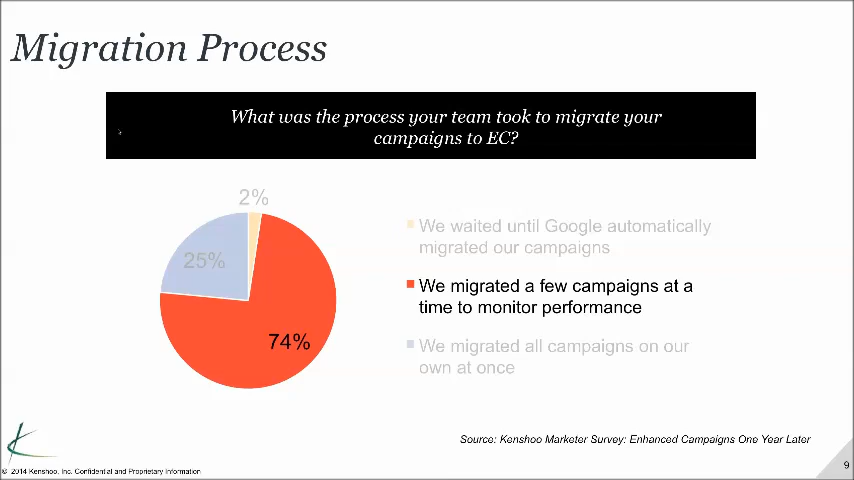 Migration Process
What was the process your team took to migrate your
campaigns to EC?
2%
25%
74%
We waited until Google automatically
migrated our campaigns
We migrated a few campaigns at a
time to monitor performance
We migrated all campaigns on our
own at once
Source: Kenshoo Marketer Survey: Enhanced Campaigns One Year Later
© 2014 Kenshoo, Inc. Confidential and Proprietary Information
9